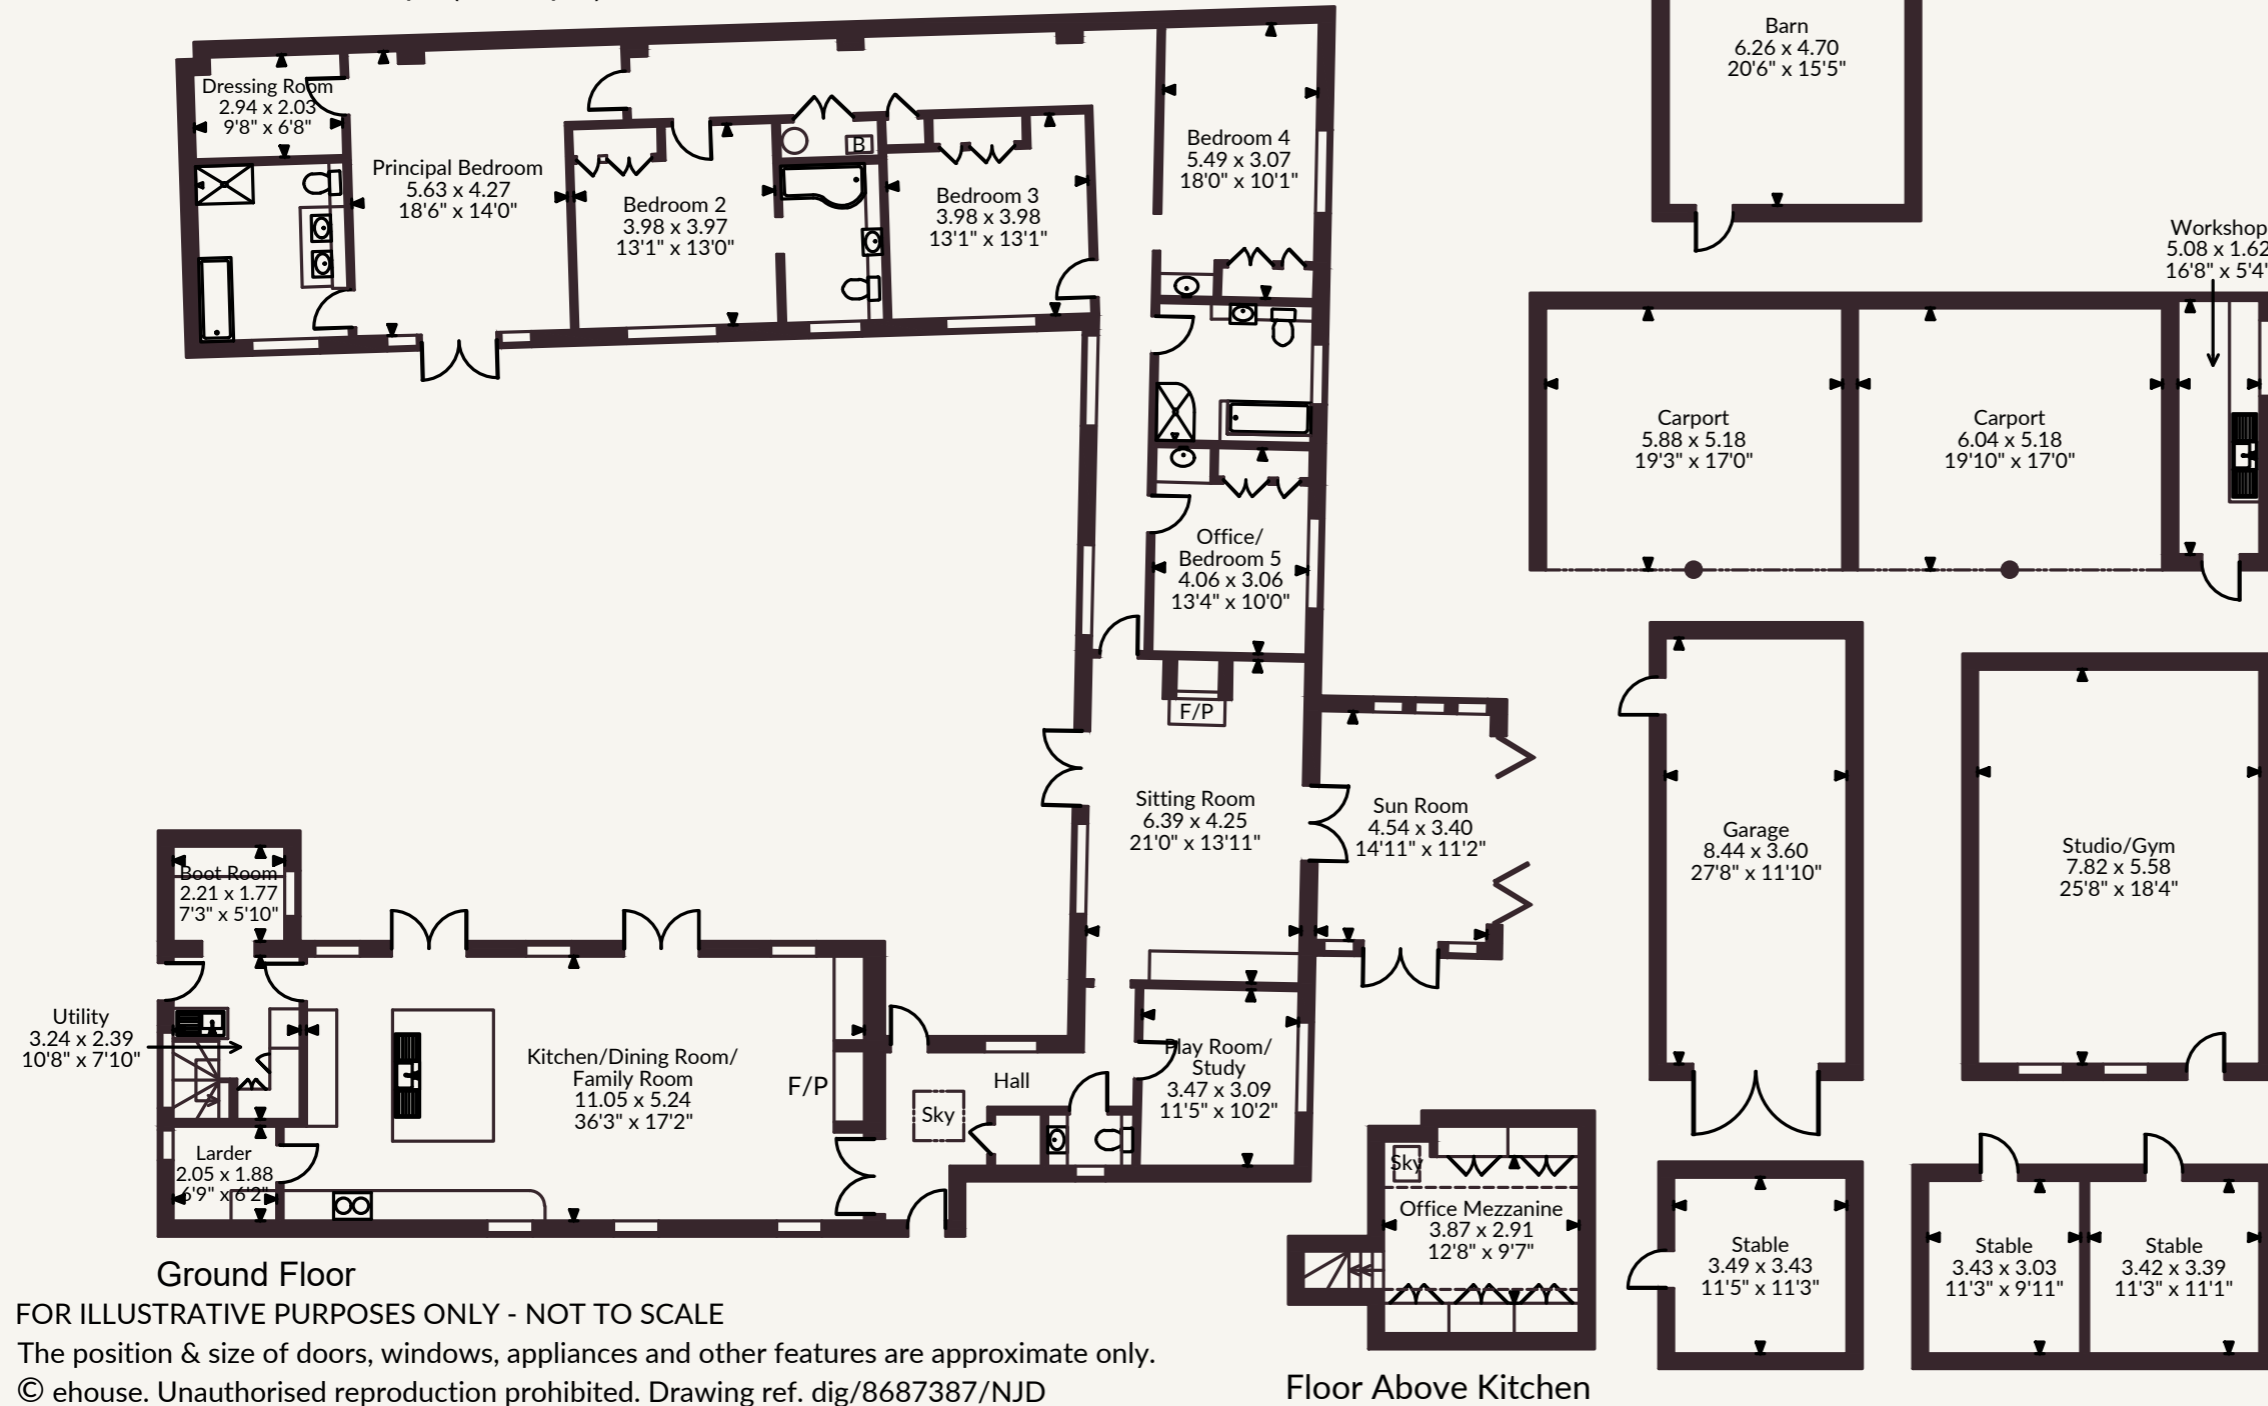 Dressing Room
2.94 x 2.03
9'8" x 6'8"
Principal Bedroom
5.63 x 4.27
18'6" x 14'0"
Bedroom 2
3.98 x 3.97
13'1" x 13'0"
B
Bedroom 3
3.98 x 3.98
13'1" x 13'1"
Bedroom 4
5.49 x 3.07
18'0" x 10'1"
Barn
6.26 x 4.70
20'6" x 15'5"
Workshop
5.08 x 1.62
16'8" x 5'4"
Carport
5.88 x 5.18
19'3" x 17'0"
Carport
6.04 x 5.18
19'10" x 17'0"
Office/
Bedroom 5
4.06 x 3.06
13'4" x 10'0"
F/P
Sitting Room
6.39 x 4.25
21'0" x 13'11"
Sun Room
4.54 x 3.40
14'11" x 11'2"
Garage
8.44 x 3.60
27'8" x 11'10"
Studio/Gym
7.82 x 5.58
25'8" x 18'4"
Boot Room
2.21 x 1.77
7'3" x 5'10"
Utility
3.24 x 2.39
10'8" x 7'10"
Kitchen/Dining Room/
Family Room
11.05 x 5.24
36'3" x 17'2"
F/P
Hall
Sky
Play Room/
Study
3.47 x 3.09
11'5" x 10'2"
Larder
2.05 x 1.88
6'9" x 6'2"
Sky
Office Mezzanine
3.87 x 2.91
12'8" x 9'7"
Stable
3.49 x 3.43
11'5" x 11'3"
Stable
3.43 x 3.03
11'3" x 9'11"
Stable
3.42 x 3.39
11'3" x 11'1"
Ground Floor
FOR ILLUSTRATIVE PURPOSES ONLY - NOT TO SCALE
The position & size of doors, windows, appliances and other features are approximate only.
© ehouse. Unauthorised reproduction prohibited. Drawing ref. dig/8687387/NJD
Floor Above Kitchen